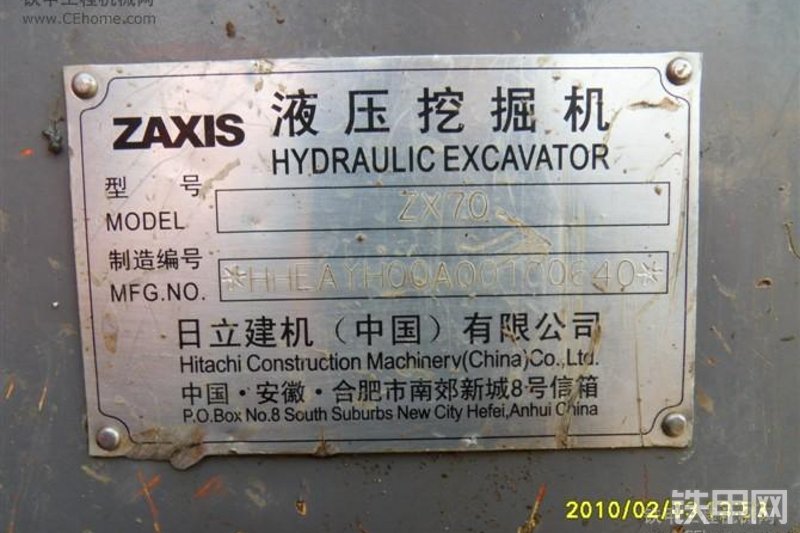 www.CEhome.com
ZAXIS 液压挖掘机
HYDRAULIC EXCAVATOR
型 号
MODEL ZX70
制造编号
MFG.NO.
日立建机(中国)有限公司
Hitachi Construction Machinery(China)Co.,Ltd.
中国·安徽·合肥市南郊新城8号信箱
P.O.Box No.8 South Suburbs New City Hefei,Anhui China
铁甲网